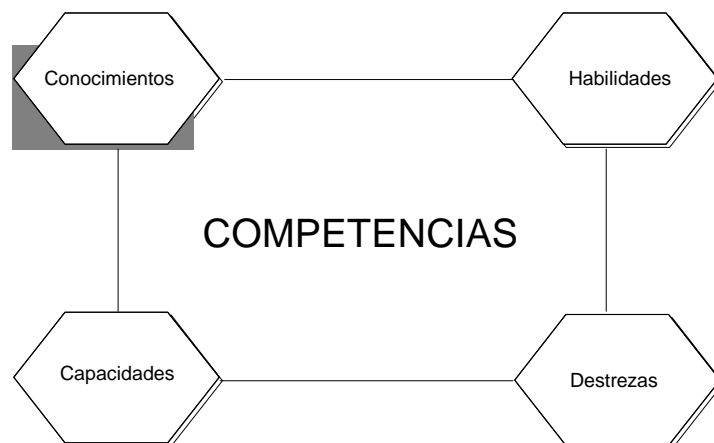 Conocimientos
Habilidades
COMPETENCIAS
Capacidades
Destrezas